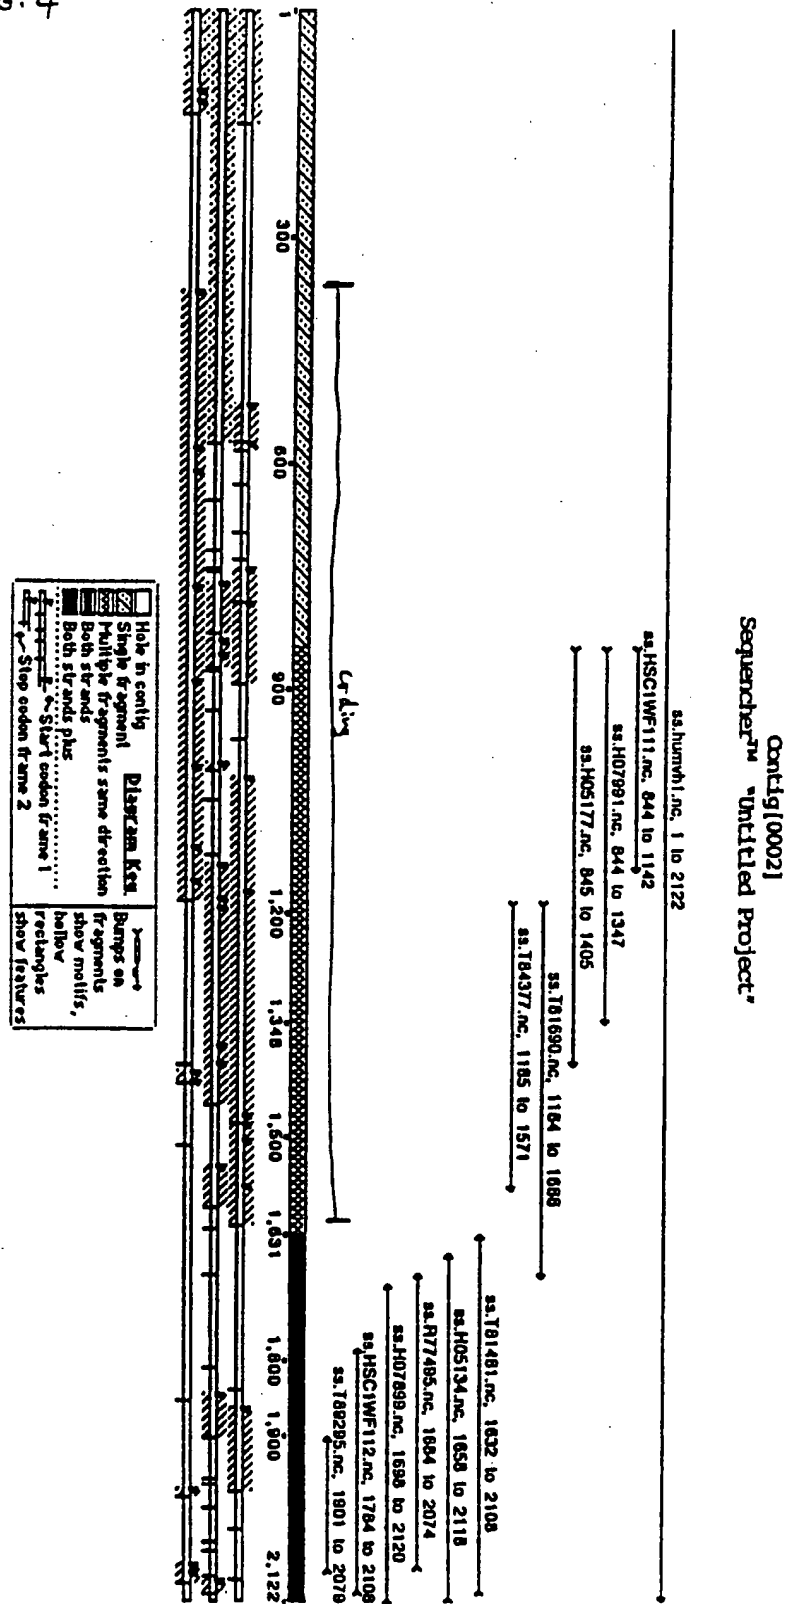 Contig[0002]
Sequencher™ "Untitled Project"
ss.humvh1.nc, 1 to 2122
ss.HSC1WF111.nc, 844 to 1142
ss.H07991.nc, 844 to 1347
ss.H05177.nc, 845 to 1405
ss.T81690.nc, 1184 to 1688
ss.T84377.nc, 1185 to 1571
ss.T81481.nc, 1632 to 2108
ss.H05134.nc, 1658 to 2118
ss.R77495.nc, 1684 to 2074
ss.H07899.nc, 1698 to 2120
ss.HSC1WF112.nc, 1784 to 2108
ss.T89295.nc, 1901 to 2079
coding
1 300 600 900 1,200 1,348 1,500 1,631 1,800 1,900 2,122
Diagram Key
Hole in contig
Single fragment
Multiple fragments same direction
Both strands
Both strands plus
Start codon frame 1
Stop codon frame 2
Bumps on
fragments
show motifs,
hollow
rectangles
show features